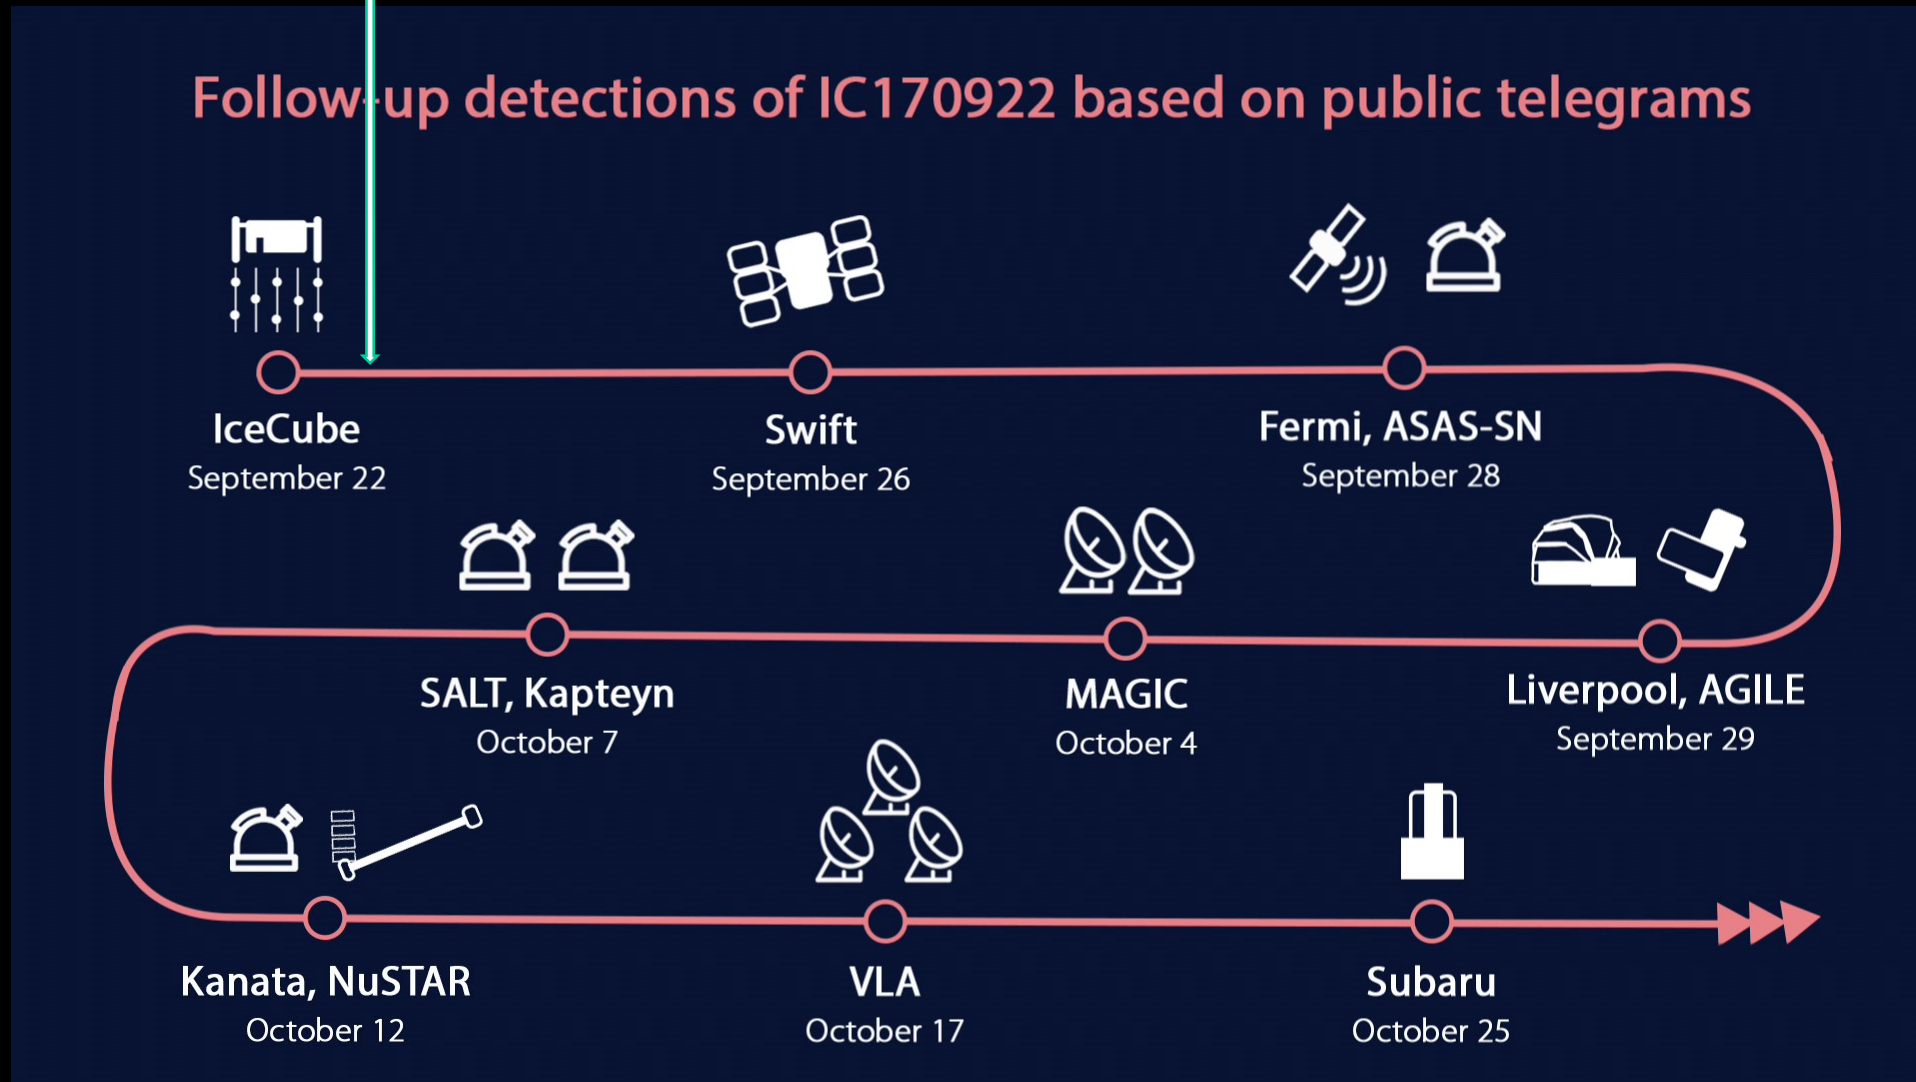 Follow-up detections of IC170922 based on public telegrams
IceCube
September 22
Swift
September 26
Fermi, ASAS-SN
September 28
Liverpool, AGILE
September 29
MAGIC
October 4
SALT, Kapteyn
October 7
Kanata, NuSTAR
October 12
VLA
October 17
Subaru
October 25